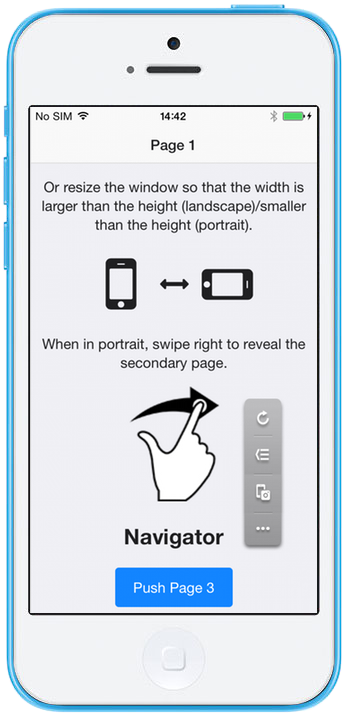 No SIM 14:42
Page 1
Or resize the window so that the width is
larger than the height (landscape)/smaller
than the height (portrait).
When in portrait, swipe right to reveal the
secondary page.
Navigator
Push Page 3